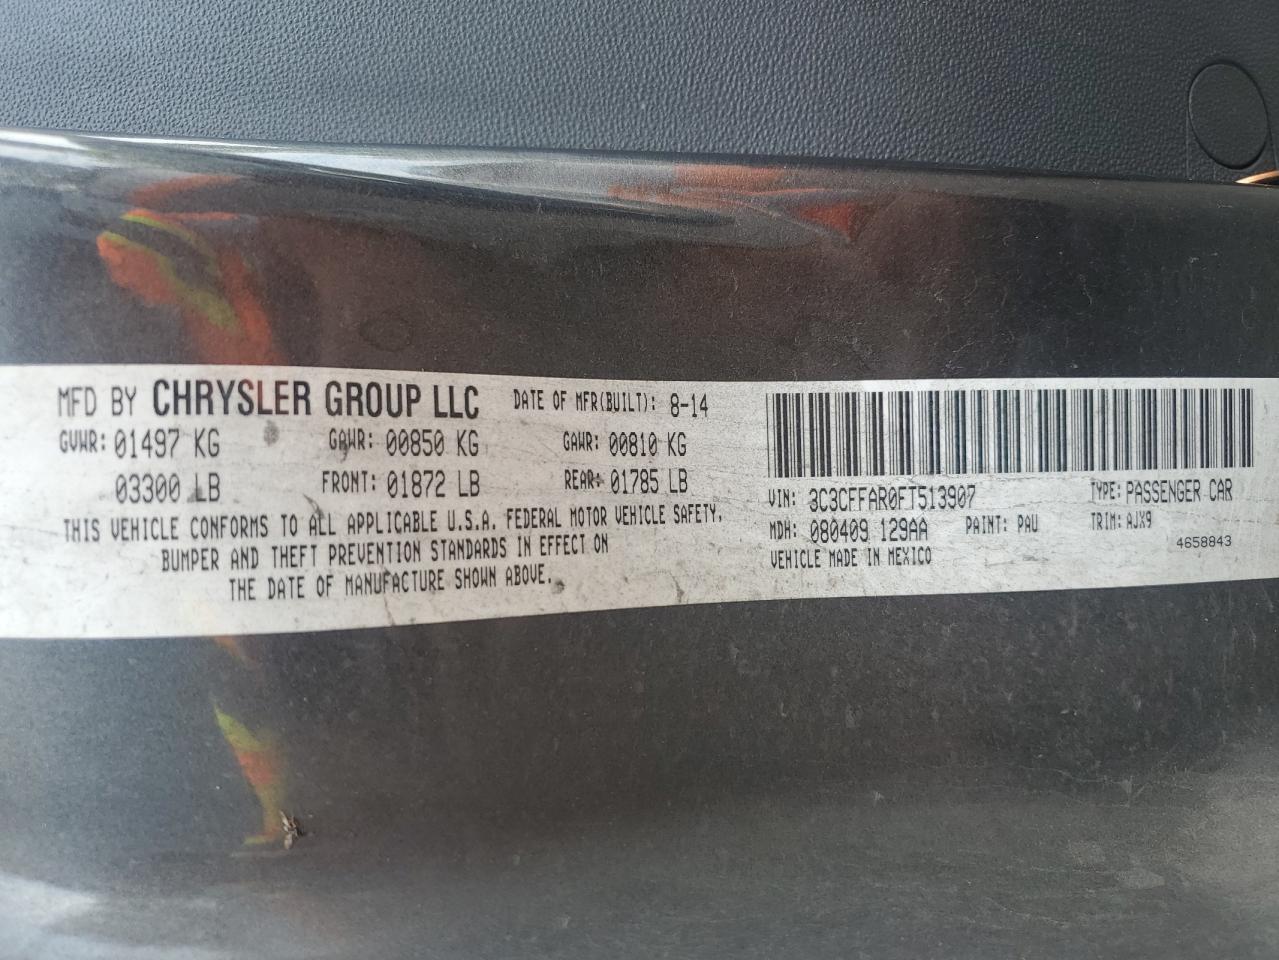 MFD BY CHRYSLER GROUP LLC DATE OF MFR(BUILT): 8-14
GVWR: 01497 KG GAWR: 00850 KG GAWR: 00810 KG
03300 LB FRONT: 01872 LB REAR: 01785 LB
THIS VEHICLE CONFORMS TO ALL APPLICABLE U.S.A. FEDERAL MOTOR VEHICLE SAFETY,
BUMPER AND THEFT PREVENTION STANDARDS IN EFFECT ON
THE DATE OF MANUFACTURE SHOWN ABOVE.
VIN: 3C3CFFAR0FT513907 TYPE: PASSENGER CAR
MDH: 080409 129AA PAINT: PAU TRIM: AJX9
VEHICLE MADE IN MEXICO 4658843